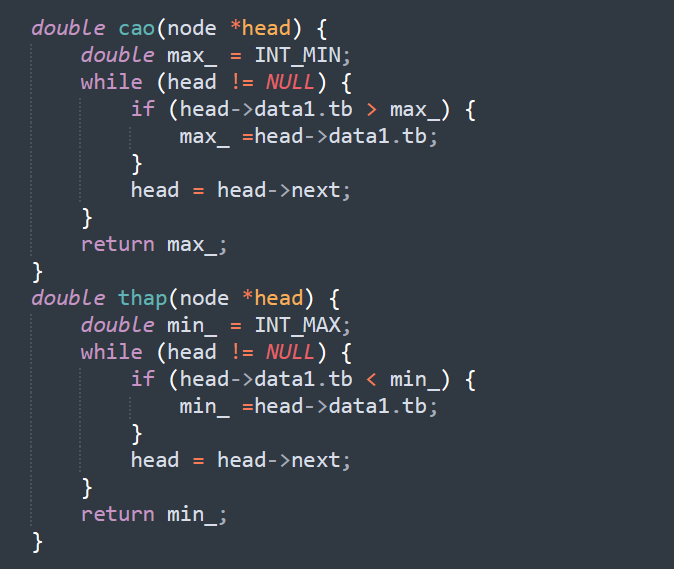 double cao(node *head) {
    double max_ = INT_MIN;
    while (head != NULL) {
        if (head->data1.tb > max_) {
            max_ =head->data1.tb;
        }
        head = head->next;
    }
    return max_;
}
double thap(node *head) {
    double min_ = INT_MAX;
    while (head != NULL) {
        if (head->data1.tb < min_) {
            min_ =head->data1.tb;
        }
        head = head->next;
    }
    return min_;
}